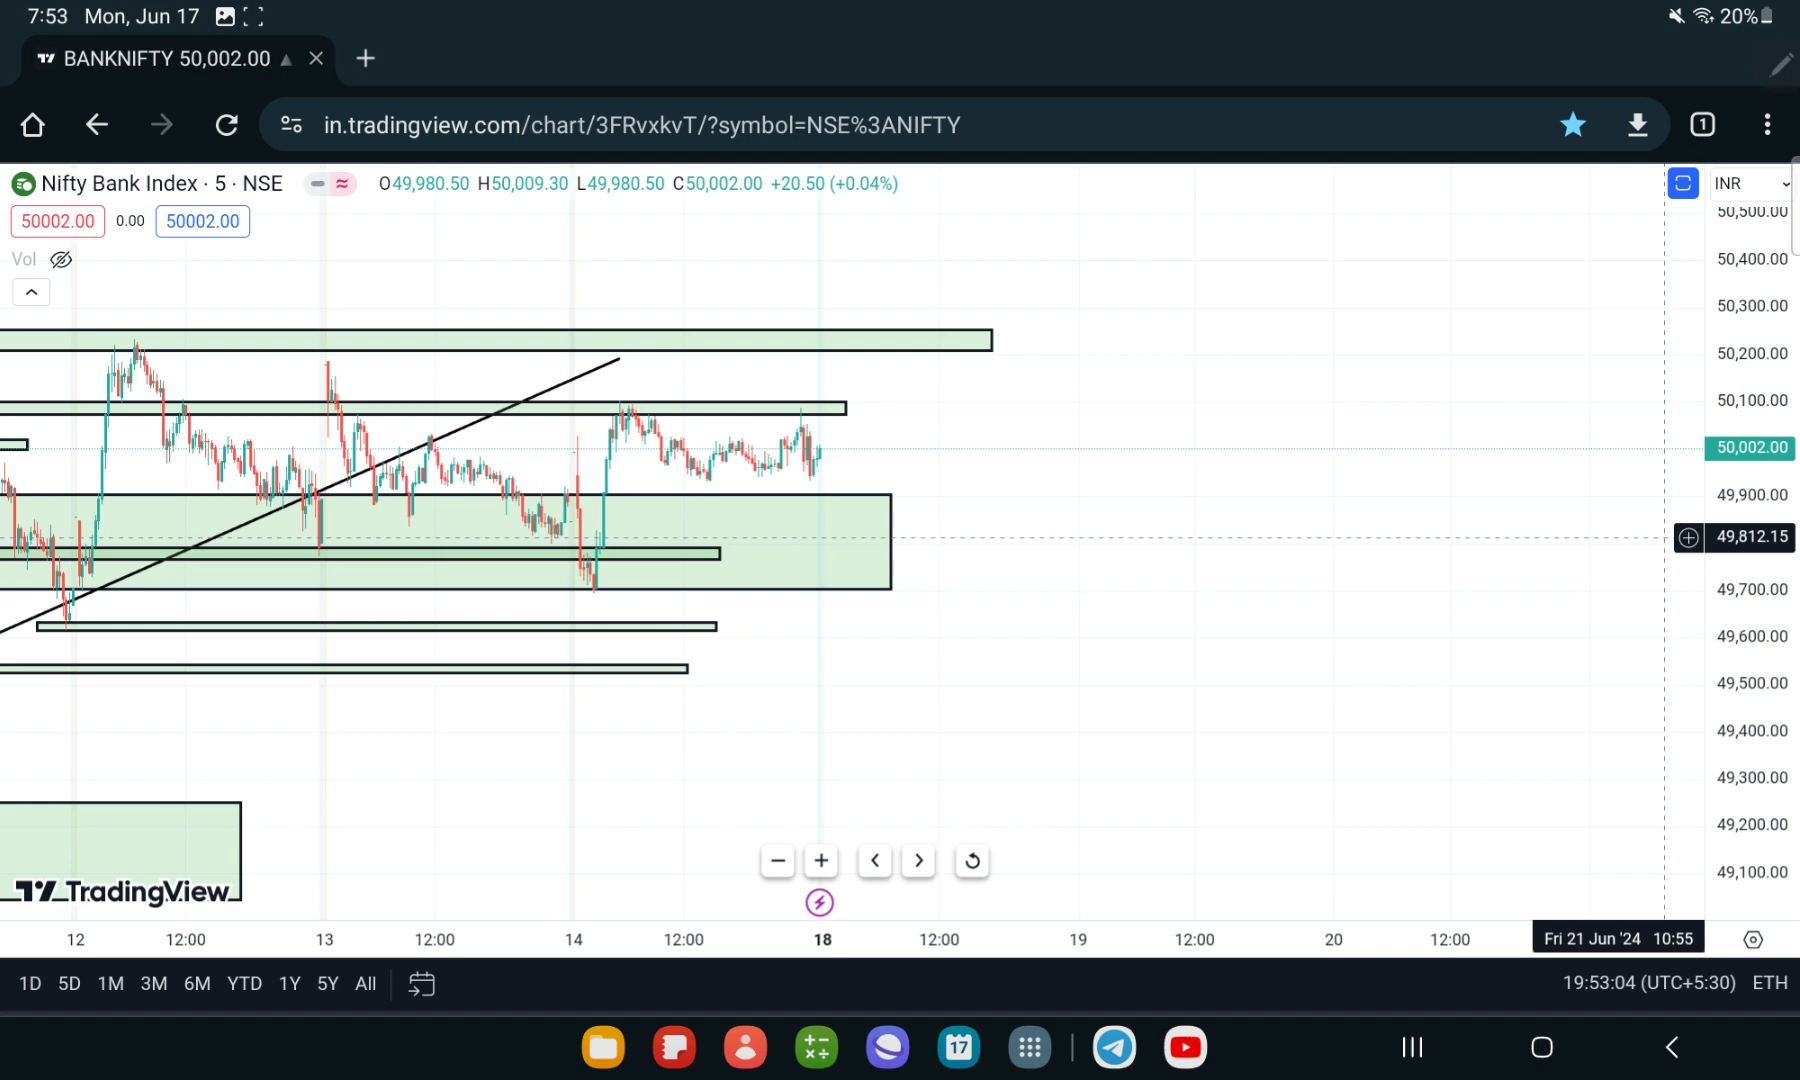 7:53 Mon, Jun 17 20%
BANKNIFTY 50,002.00
in.tradingview.com/chart/3FRvxkvT/?symbol=NSE%3ANIFTY 1
Nifty Bank Index · 5 · NSE O49,980.50 H50,009.30 L49,980.50 C50,002.00 +20.50 (+0.04%) INR
50002.00 0.00 50002.00
Vol
50,500.00
50,400.00
50,300.00
50,200.00
50,100.00
50,002.00
49,900.00
49,812.15
49,700.00
49,600.00
49,500.00
49,400.00
49,300.00
49,200.00
49,100.00
TradingView
12 12:00 13 12:00 14 12:00 18 12:00 19 12:00 20 12:00 Fri 21 Jun '24 10:55
1D 5D 1M 3M 6M YTD 1Y 5Y All 19:53:04 (UTC+5:30) ETH
17